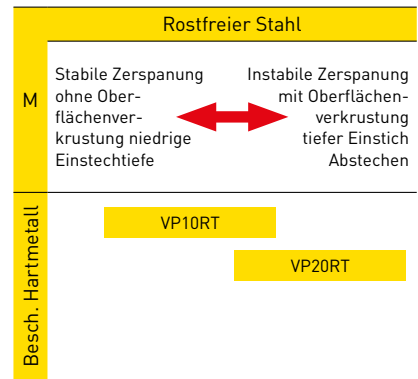 Rostfreier Stahl
M
Stabile Zerspanung
ohne Ober-
flächenver-
krustung niedrige
Einstechtiefe
Instabile Zerspanung
mit Oberflächen-
verkrustung
tiefer Einstich
Abstechen
Besch. Hartmetall
VP10RT
VP20RT